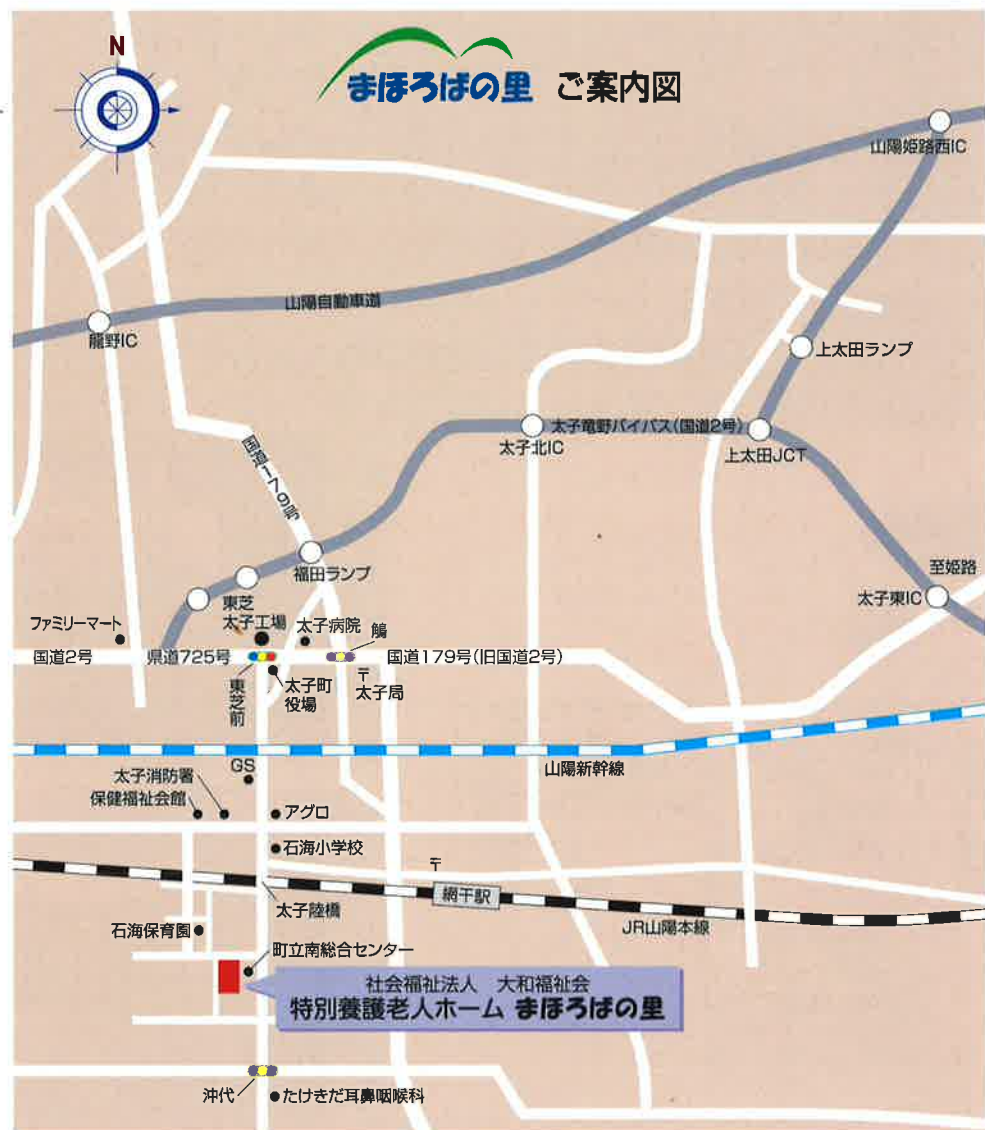 N
まほろばの里 ご案内図
山陽姫路西IC
山陽自動車道
龍野IC
上太田ランプ
太子竜野バイパス(国道2号)
太子北IC
上太田JCT
国道179号
福田ランプ
至姫路
太子東IC
東芝
太子工場
ファミリーマート
太子病院
鵤
国道2号
県道725号
国道179号(旧国道2号)
東芝前
太子町
役場
〒
太子局
山陽新幹線
GS
太子消防署
保健福祉会館
アグロ
石海小学校
〒
網干駅
太子陸橋
JR山陽本線
石海保育園
町立南総合センター
社会福祉法人 大和福祉会
特別養護老人ホーム まほろばの里
沖代
たけきだ耳鼻咽喉科